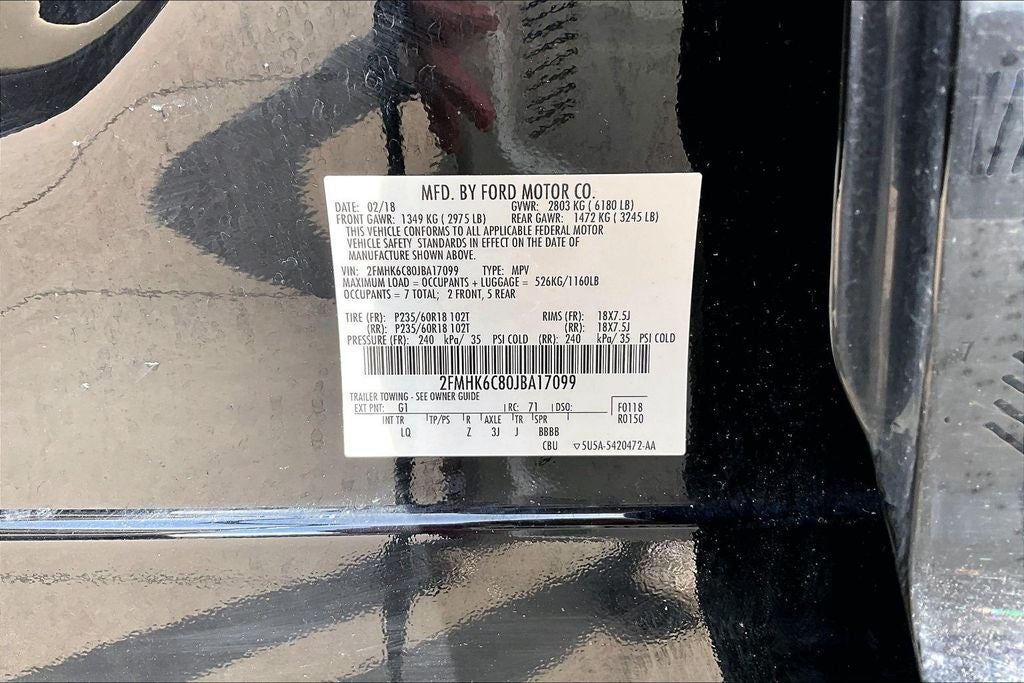 MFD. BY FORD MOTOR CO.
DATE: 02/18 GVWR: 2803 KG ( 6180 LB)
FRONT GAWR: 1349 KG ( 2975 LB) REAR GAWR: 1472 KG ( 3245 LB)
THIS VEHICLE CONFORMS TO ALL APPLICABLE FEDERAL MOTOR
VEHICLE SAFETY STANDARDS IN EFFECT ON THE DATE OF
MANUFACTURE SHOWN ABOVE.
VIN: 2FMHK6C80JBA17099 TYPE: MPV
MAXIMUM LOAD = OCCUPANTS + LUGGAGE = 526KG/1160LB
OCCUPANTS = 7 TOTAL; 2 FRONT, 5 REAR
TIRE (FR): P235/60R18 102T RIMS (FR): 18X7.5J
(RR): P235/60R18 102T (RR): 18X7.5J
PRESSURE (FR): 240 kPa/ 35 PSI COLD (RR): 240 kPa/ 35 PSI COLD
2FMHK6C80JBA17099
TRAILER TOWING - SEE OWNER GUIDE
EXT PNT: G1 RC: 71 DSO: F0118
INT TR TP/PS R AXLE TR SPR R0150
LQ Z 3J J BBBB
CBU ▽5U5A-5420472-AA